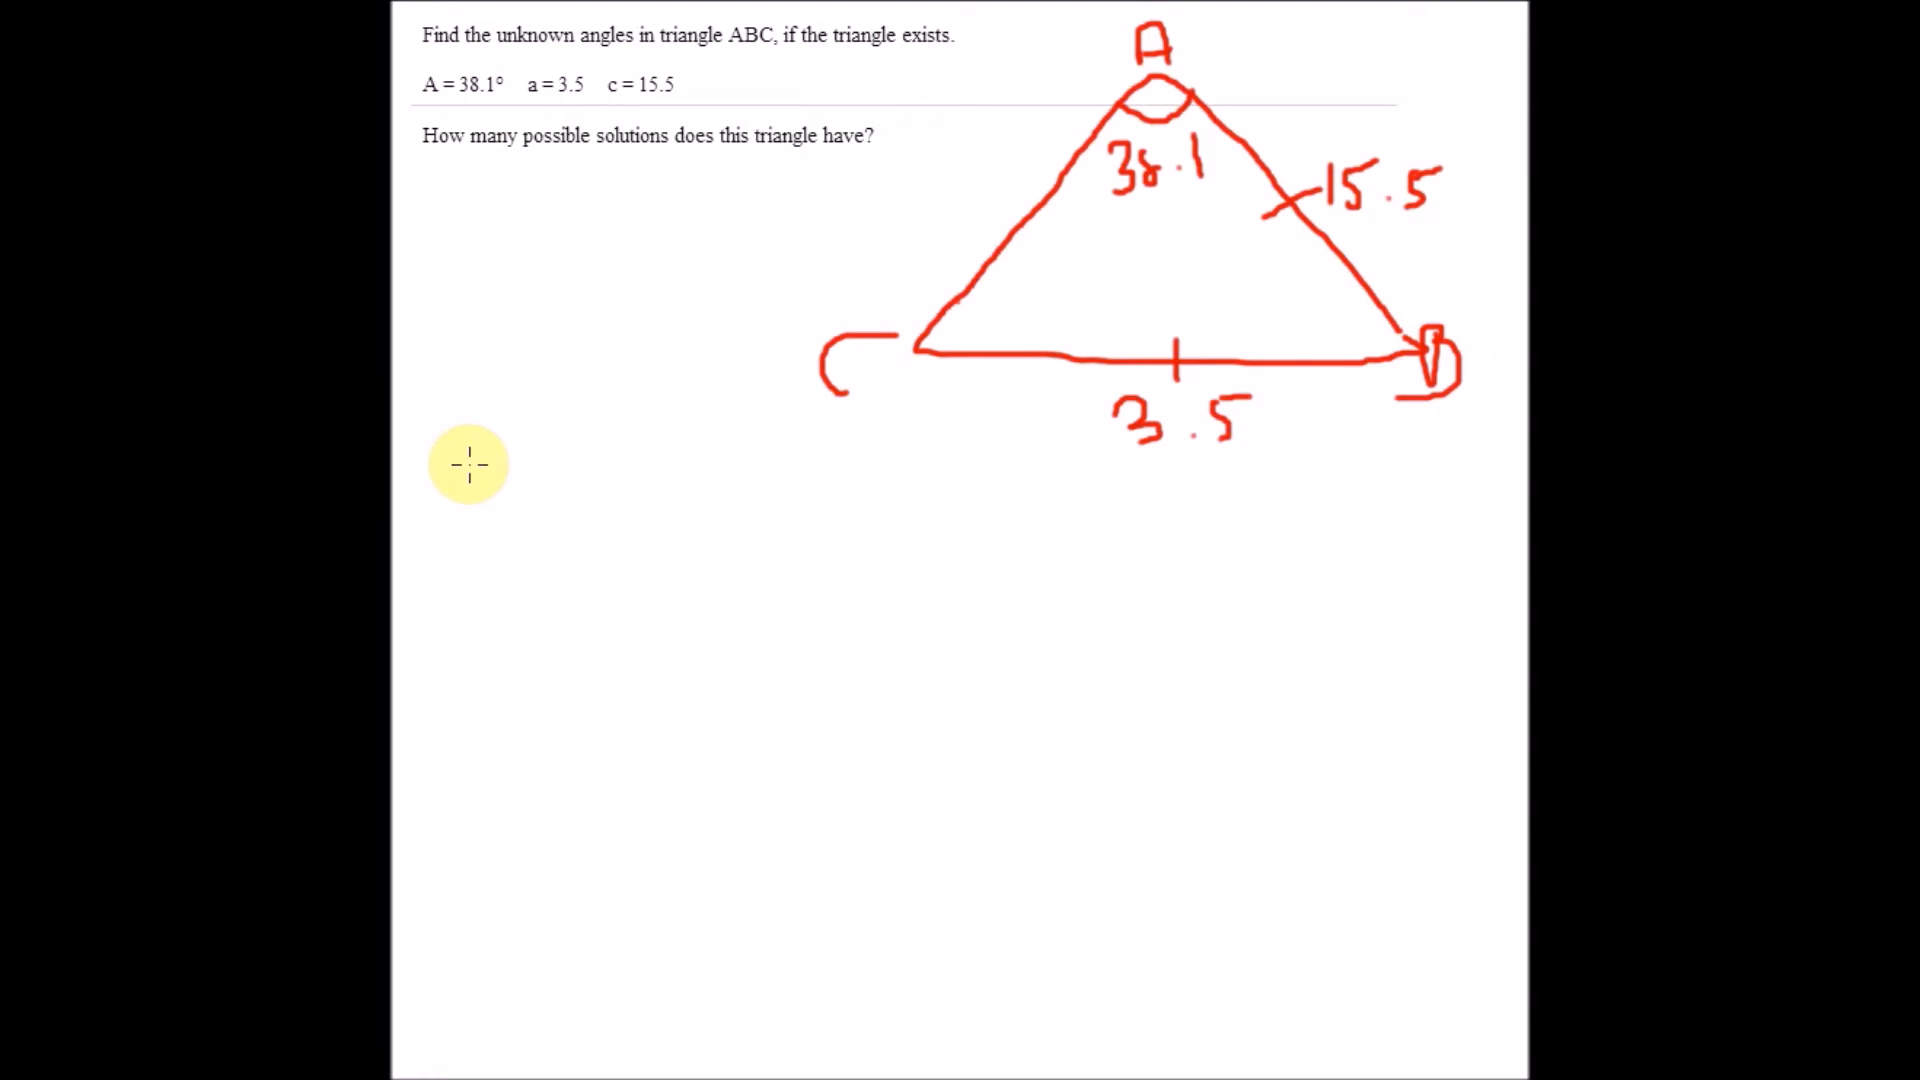 Find the unknown angles in triangle ABC, if the triangle exists.
A = 38.1° a = 3.5 c = 15.5
How many possible solutions does this triangle have?
A
38.1
15.5
C
B
3.5